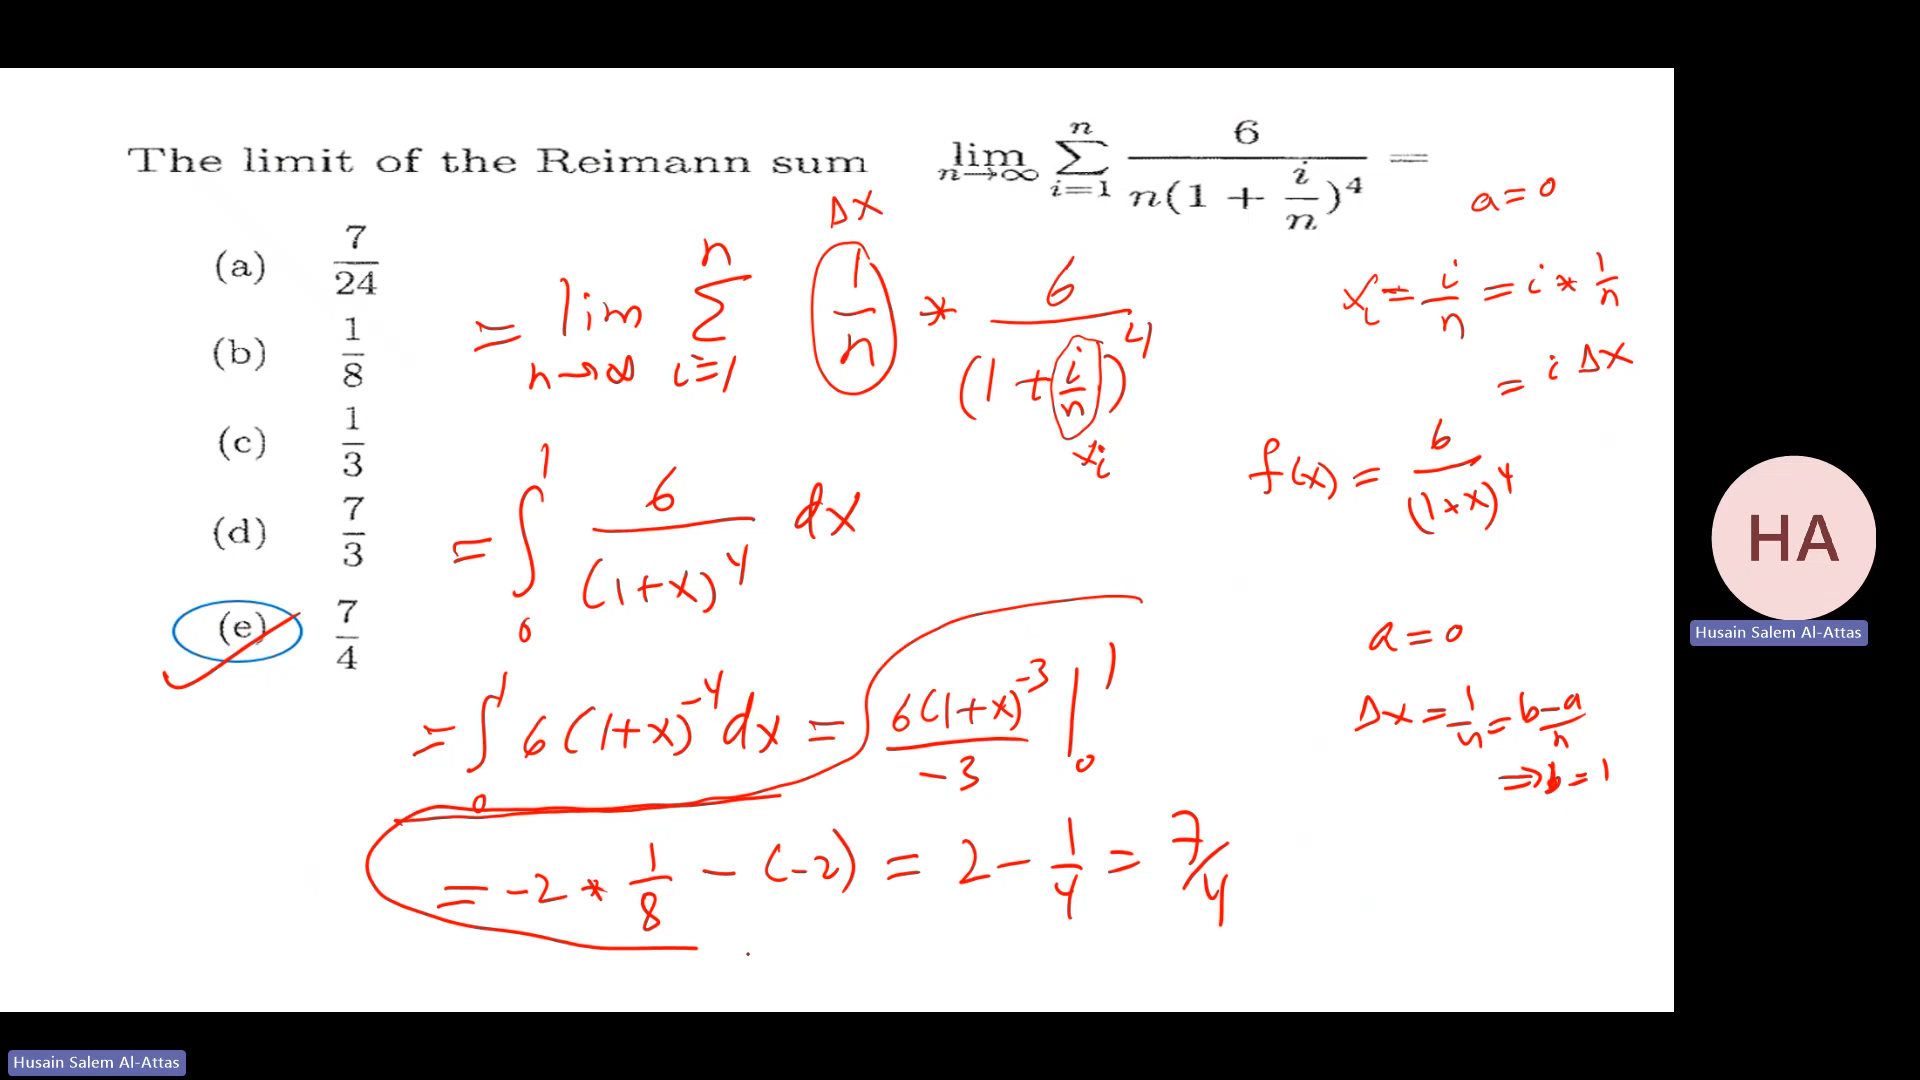 The limit of the Reimann sum lim n→∞ Σ i=1 n 6 / n(1 + i/n)^4 =
(a) 7/24
(b) 1/8
(c) 1/3
(d) 7/3
(e) 7/4
a = 0
Δx
= lim n→∞ Σ i=1 n 1/n * 6 / (1 + i/n)^4
xi
xi = i/n = i * 1/n
= i Δx
f(x) = 6 / (1+x)^4
= ∫ 0 1 6 / (1+x)^4 dx
a = 0
Δx = 1/n = b-a / n
⇒ b = 1
= ∫ 0 1 6 (1+x)^-4 dx = 6(1+x)^-3 / -3 | 0 1
= -2 * 1/8 - (-2) = 2 - 1/4 = 7/4
HA
Husain Salem Al-Attas
Husain Salem Al-Attas